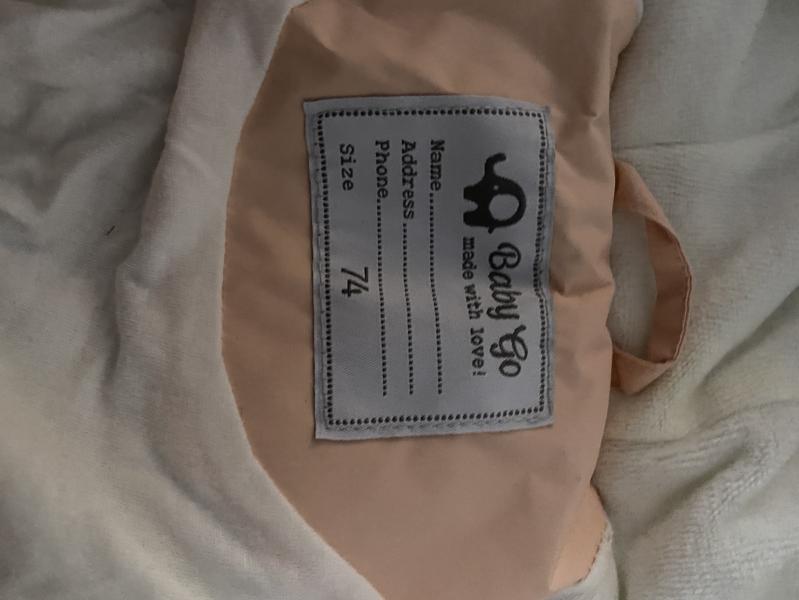 Baby Go
made with love!
Name........................
Address....................
Phone........................
Size 74